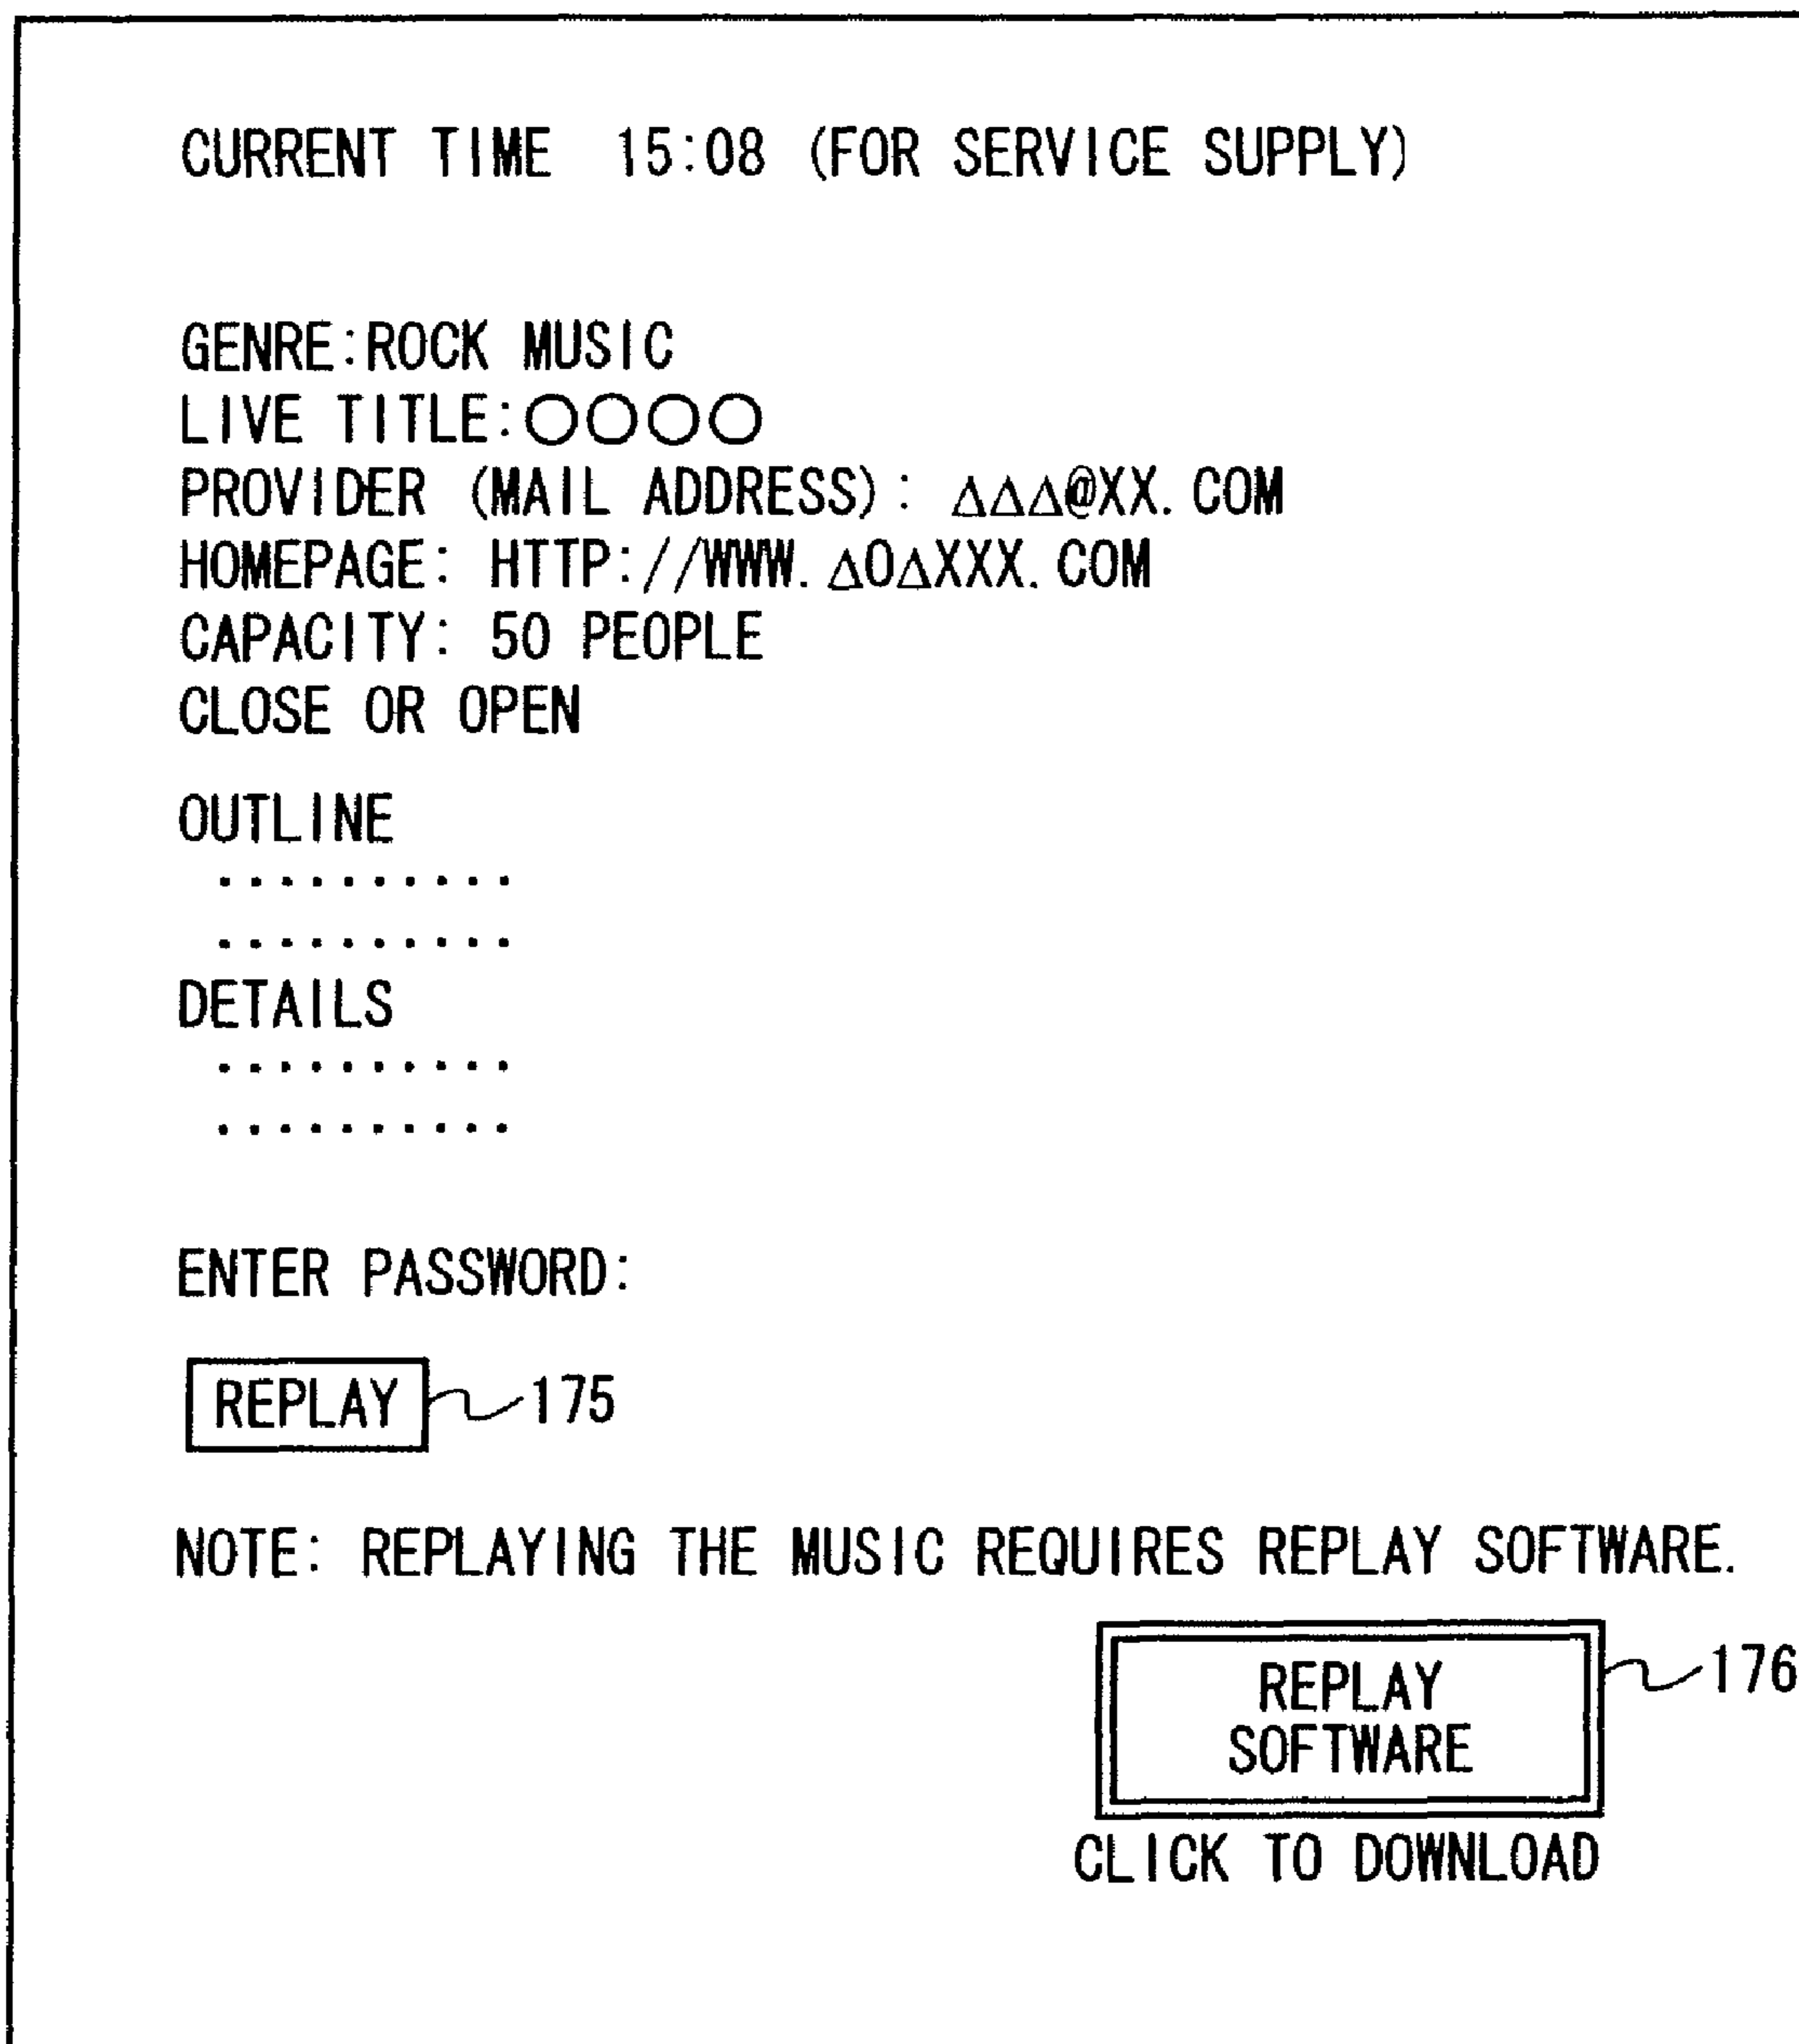 CURRENT TIME 15:08 (FOR SERVICE SUPPLY)
GENRE:ROCK MUSIC
LIVE TITLE:○○○○
PROVIDER (MAIL ADDRESS): △△△@XX.COM
HOMEPAGE: HTTP://WWW.△O△XXX.COM
CAPACITY: 50 PEOPLE
CLOSE OR OPEN
OUTLINE
..........
..........
DETAILS
..........
..........
ENTER PASSWORD:
REPLAY 175
NOTE: REPLAYING THE MUSIC REQUIRES REPLAY SOFTWARE.
REPLAY
SOFTWARE
176
CLICK TO DOWNLOAD